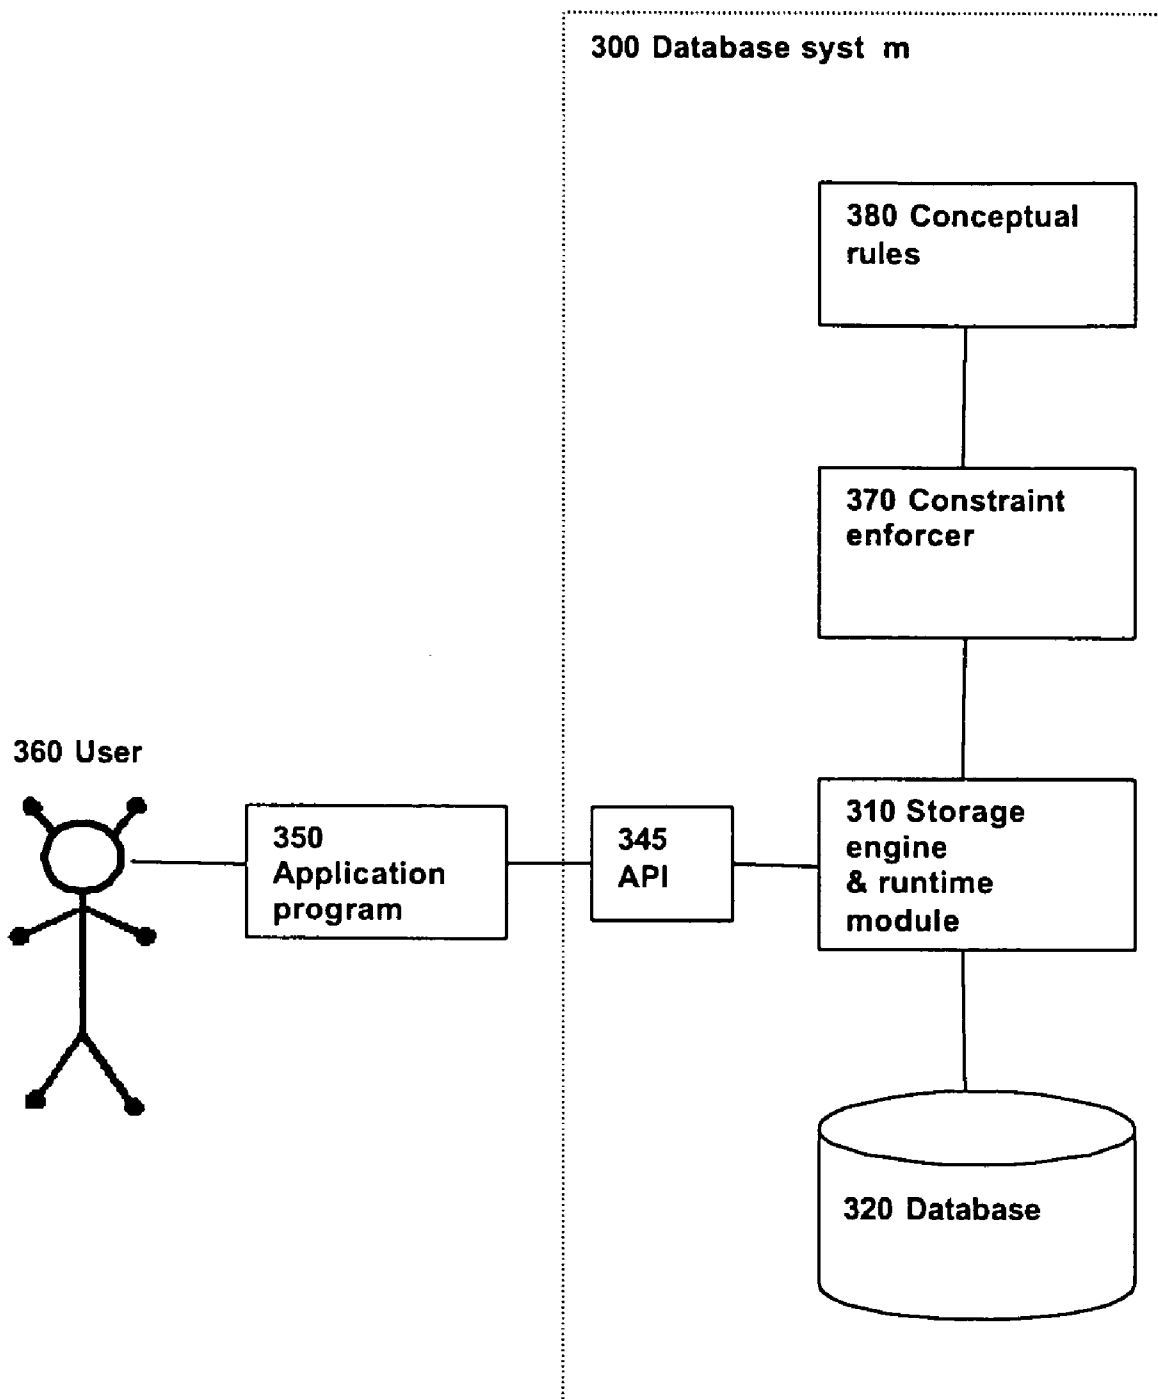 300 Database syst m
380 Conceptual
rules
370 Constraint
enforcer
360 User
350
Application
program
345
API
310 Storage
engine
& runtime
module
320 Database